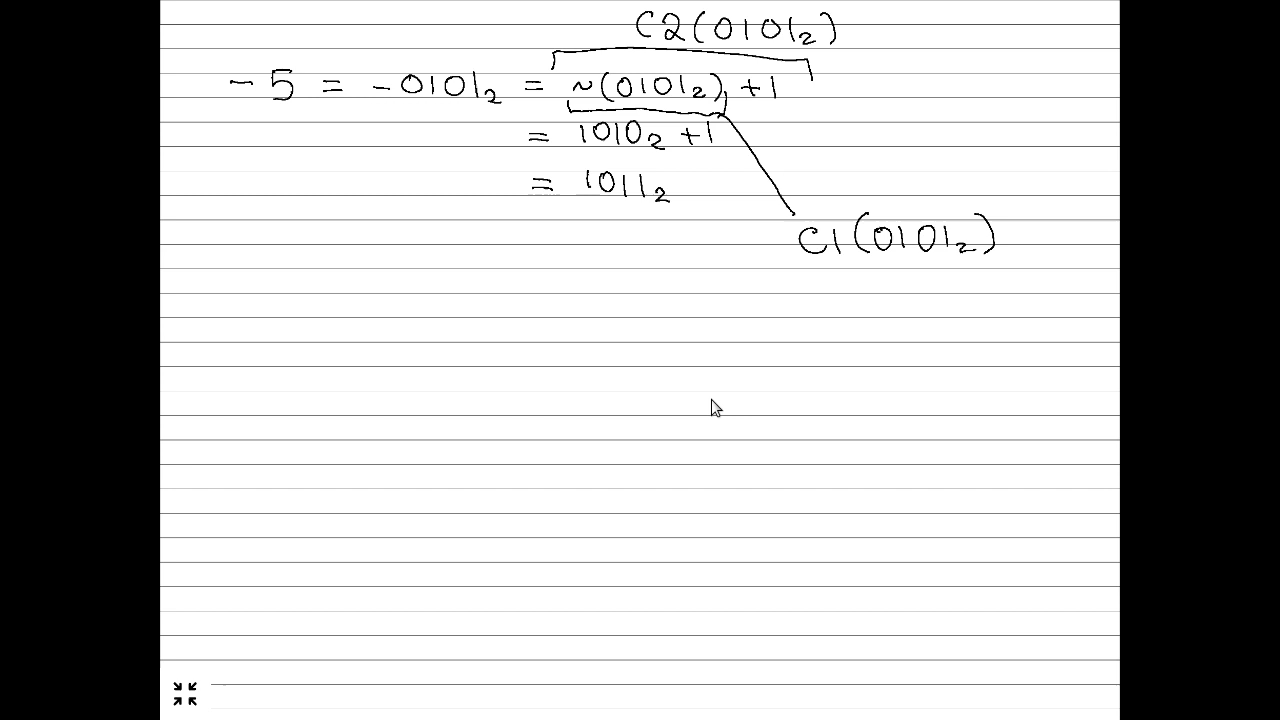 C2(0101₂)
-5 = -0101₂ = ~(0101₂) +1
= 1010₂ +1
= 1011₂
C1(0101₂)